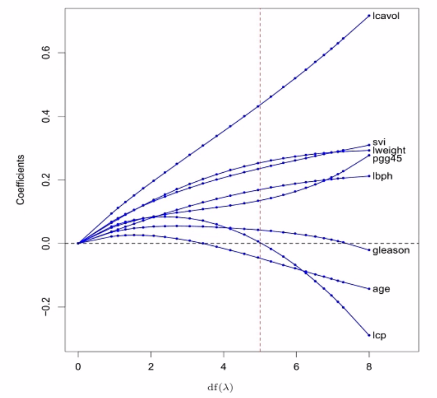 lcavol
0.6
0.4
svi
lweight
pgg45
0.2
lbph
Coefficients
0.0
gleason
age
−0.2
lcp
0 2 4 6 8
df(λ)